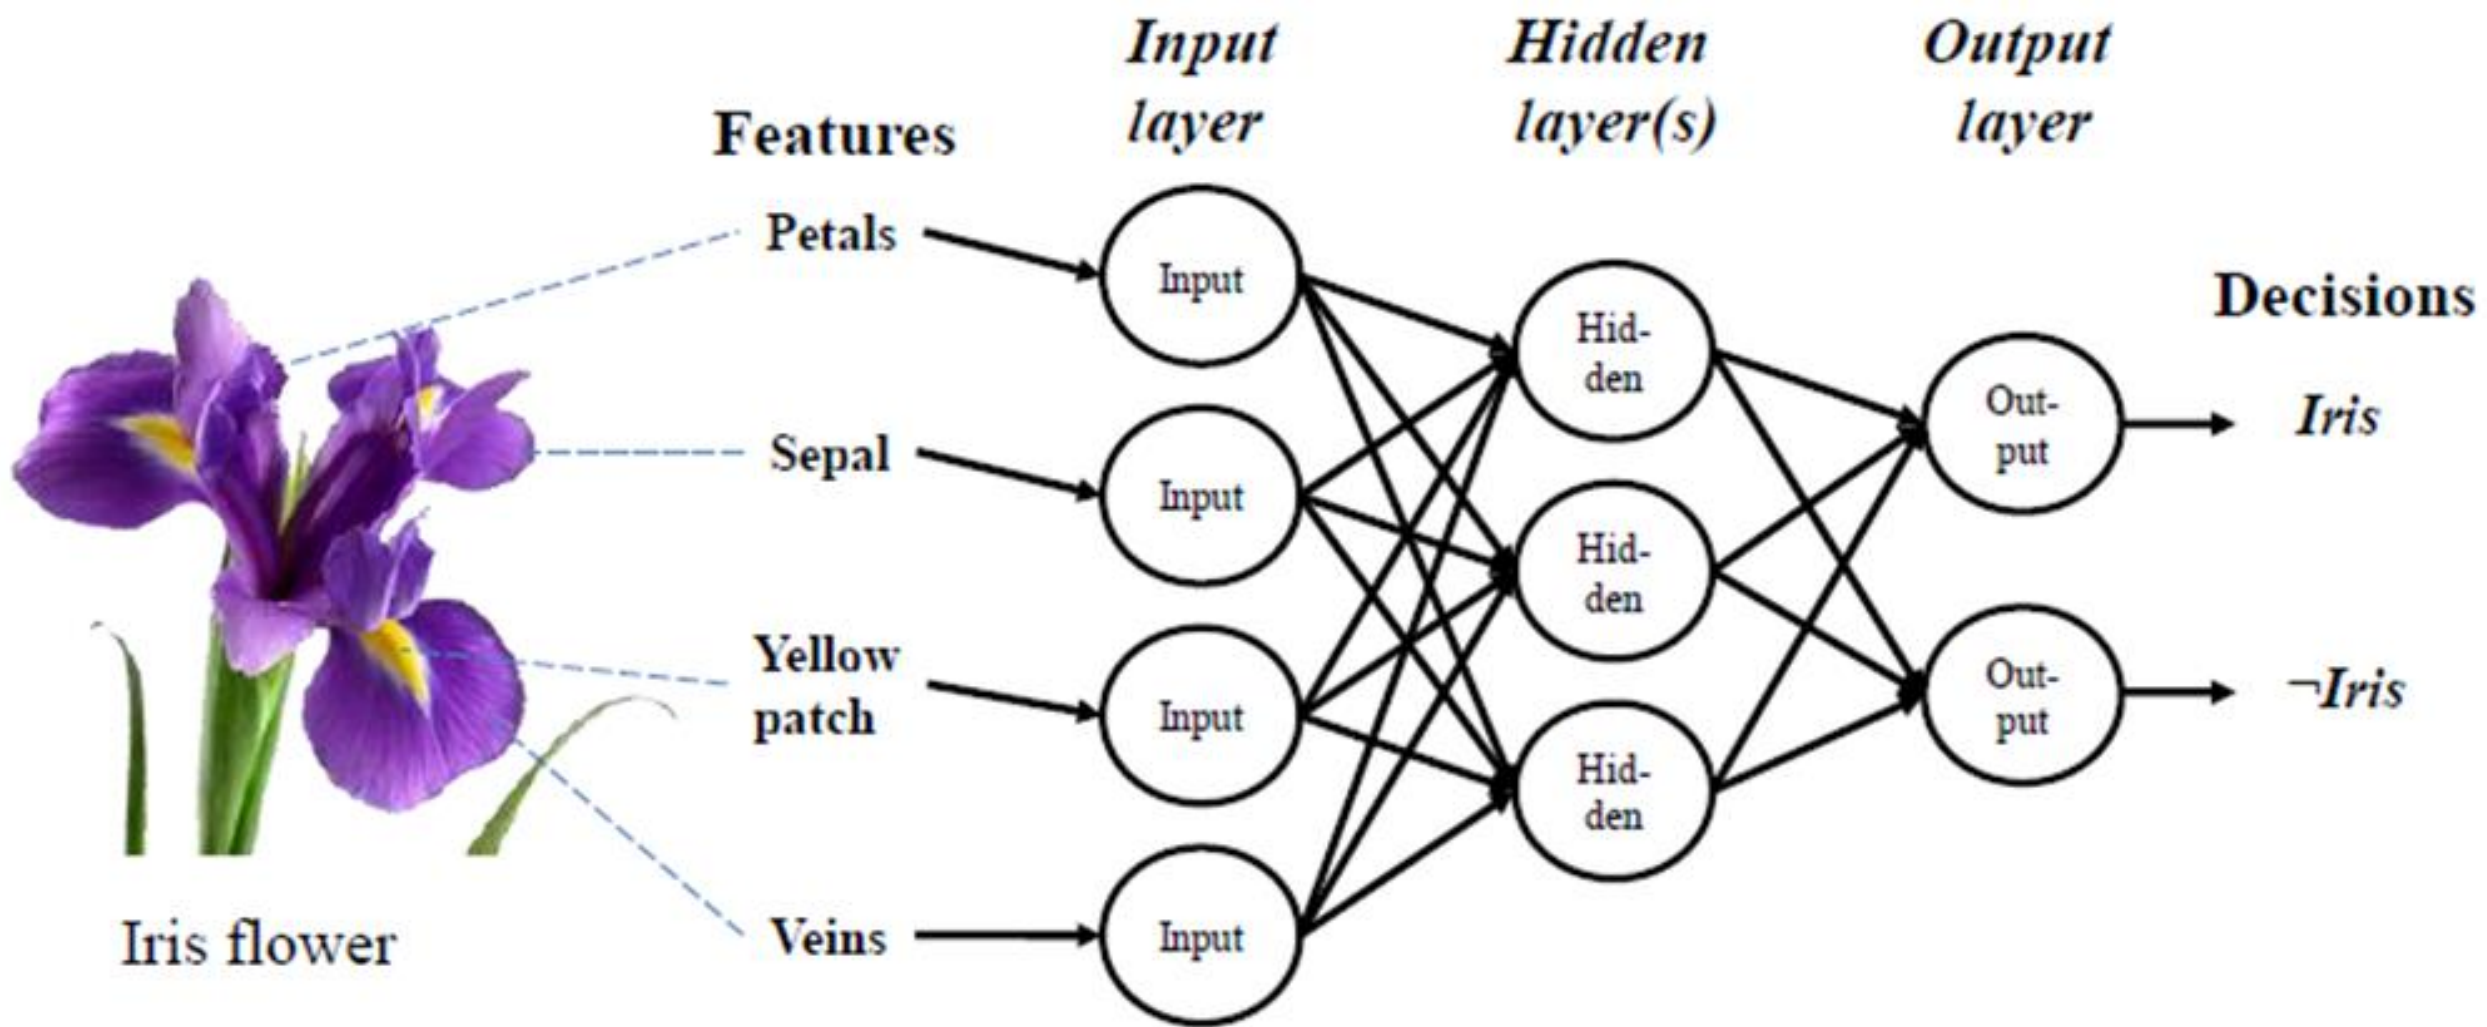 Input
layer
Hidden
layer(s)
Output
layer
Features
Petals
Sepal
Yellow
patch
Veins
Input
Input
Input
Input
Hid-
den
Hid-
den
Hid-
den
Out-
put
Out-
put
Decisions
Iris
¬Iris
Iris flower